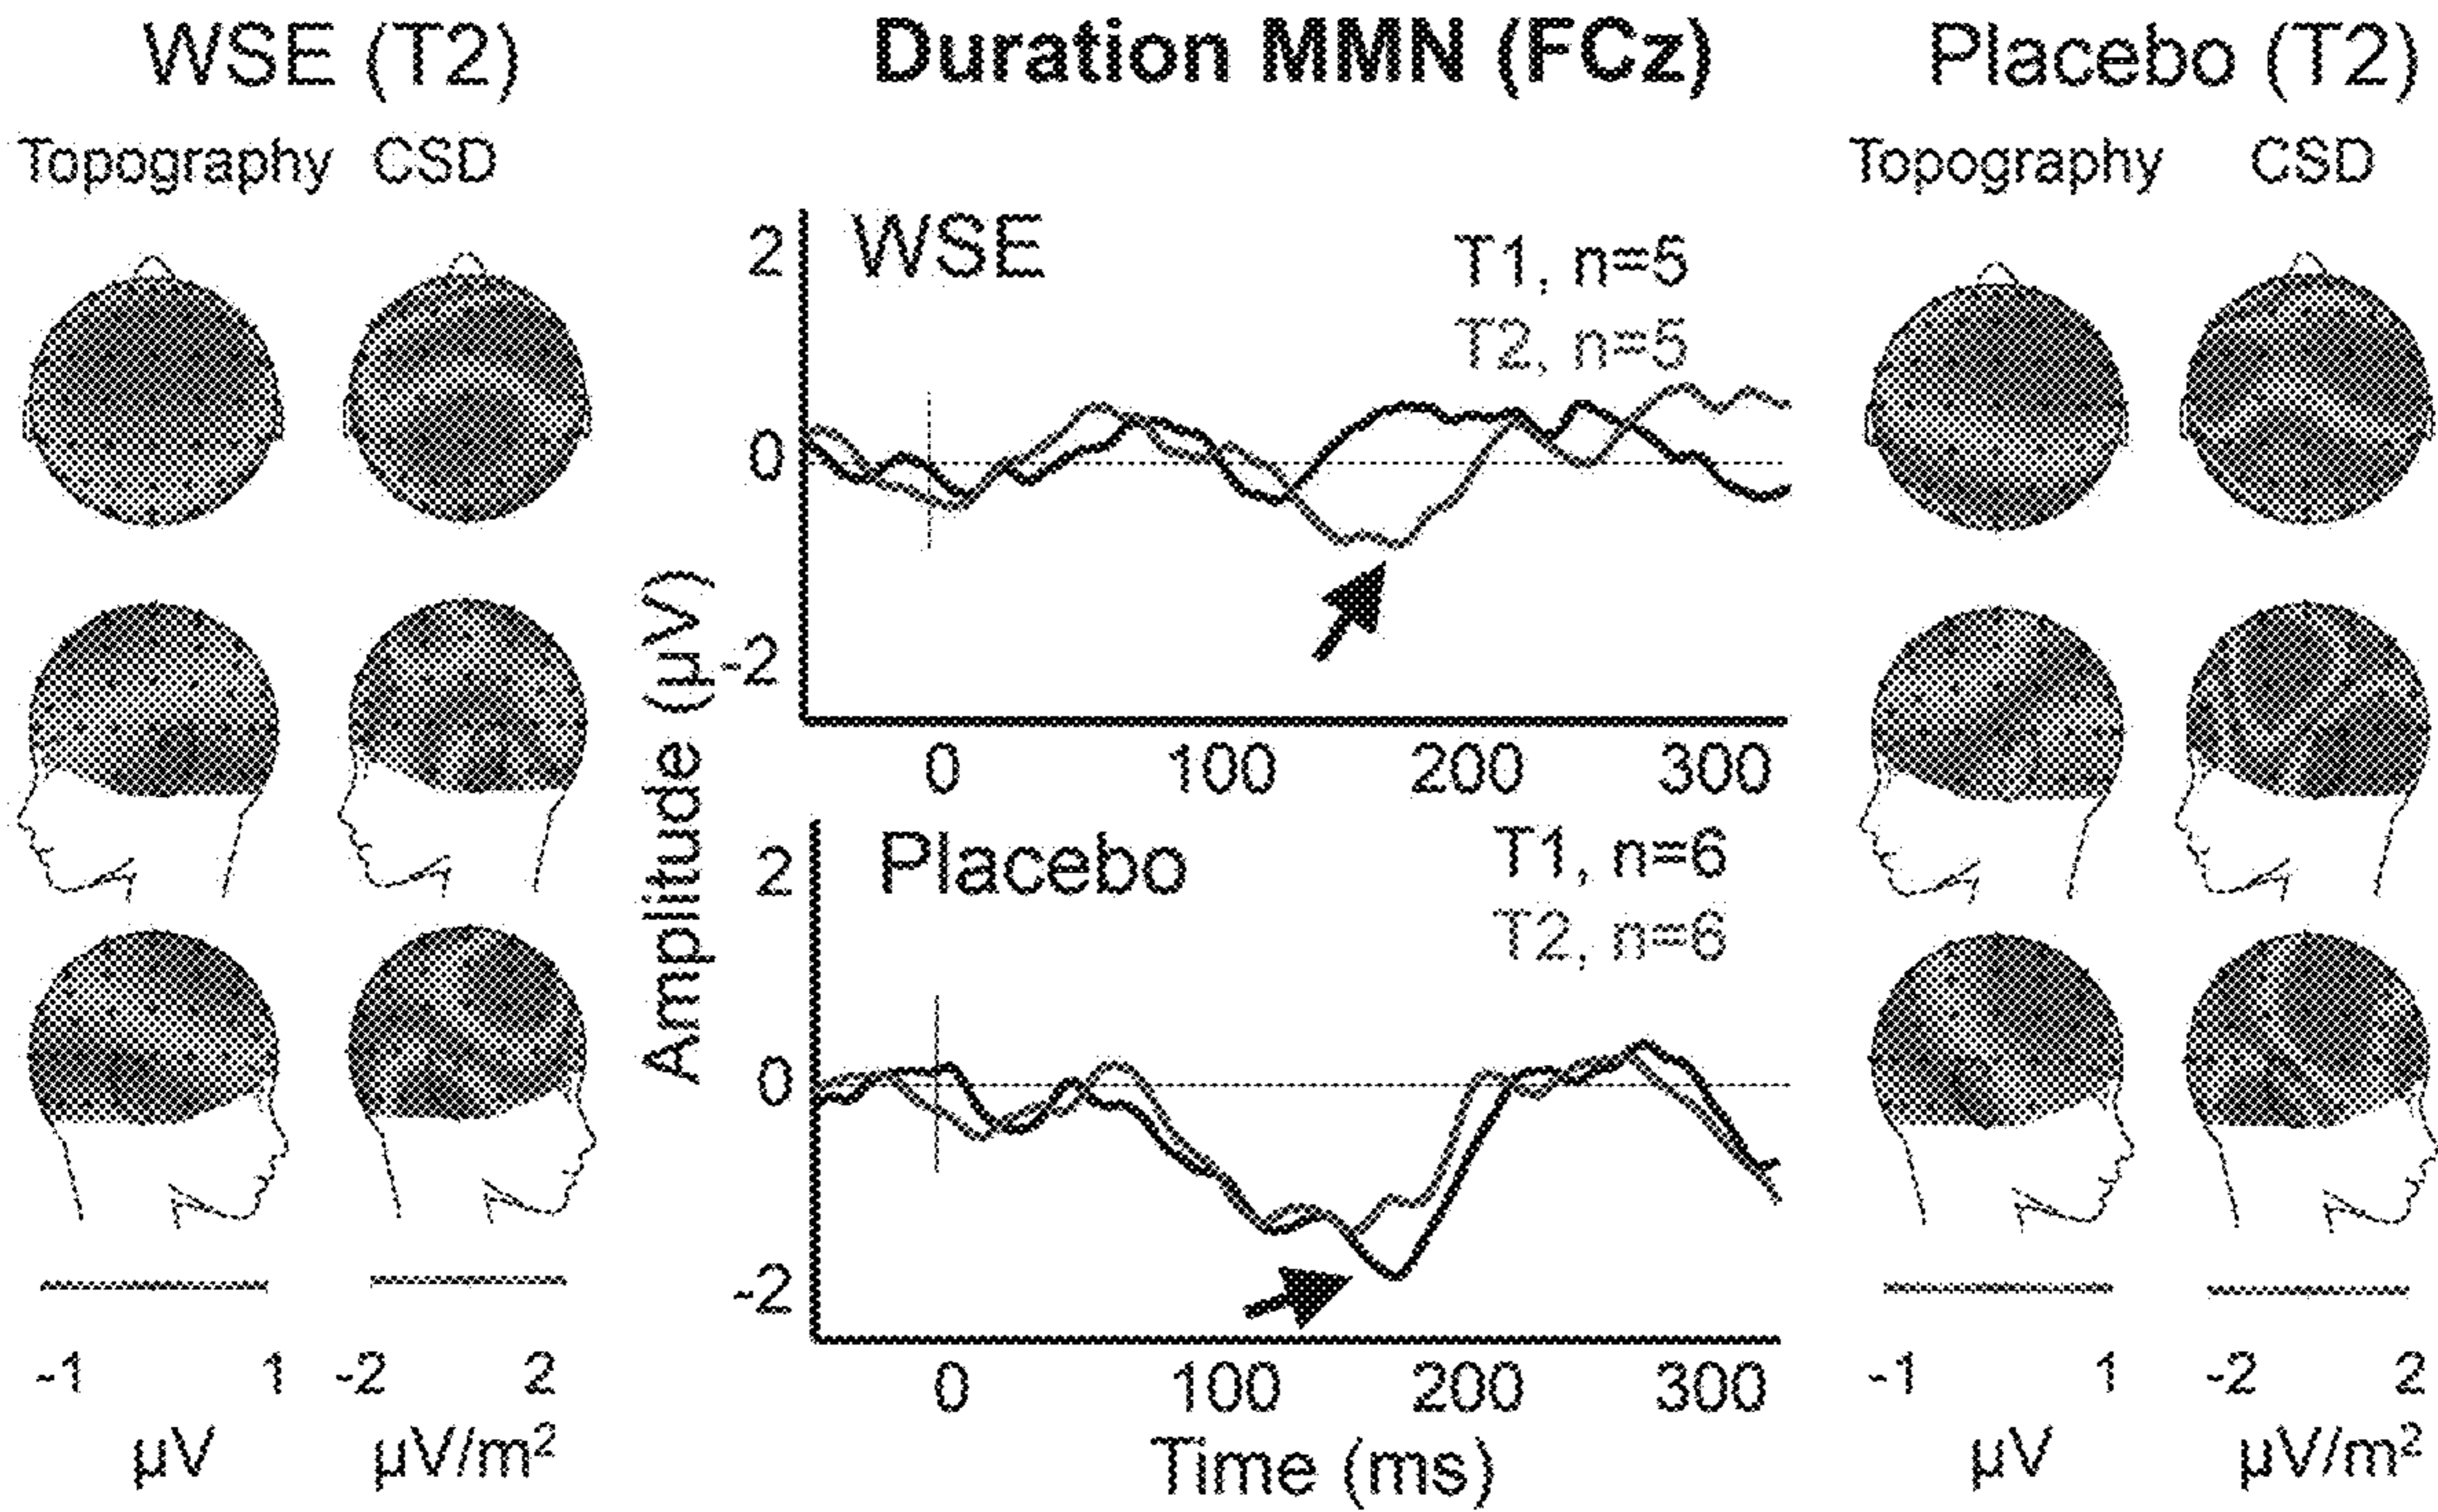 WSE (T2)
Topography CSD
-1 1 -2 2
µV µV/m²
Duration MMN (FCz)
Amplitude (µV)
WSE
T1, n=5
T2, n=5
2
0
-2
0 100 200 300
Placebo
T1, n=6
T2, n=6
2
0
-2
0 100 200 300
Time (ms)
Placebo (T2)
Topography CSD
-1 1 -2 2
µV µV/m²